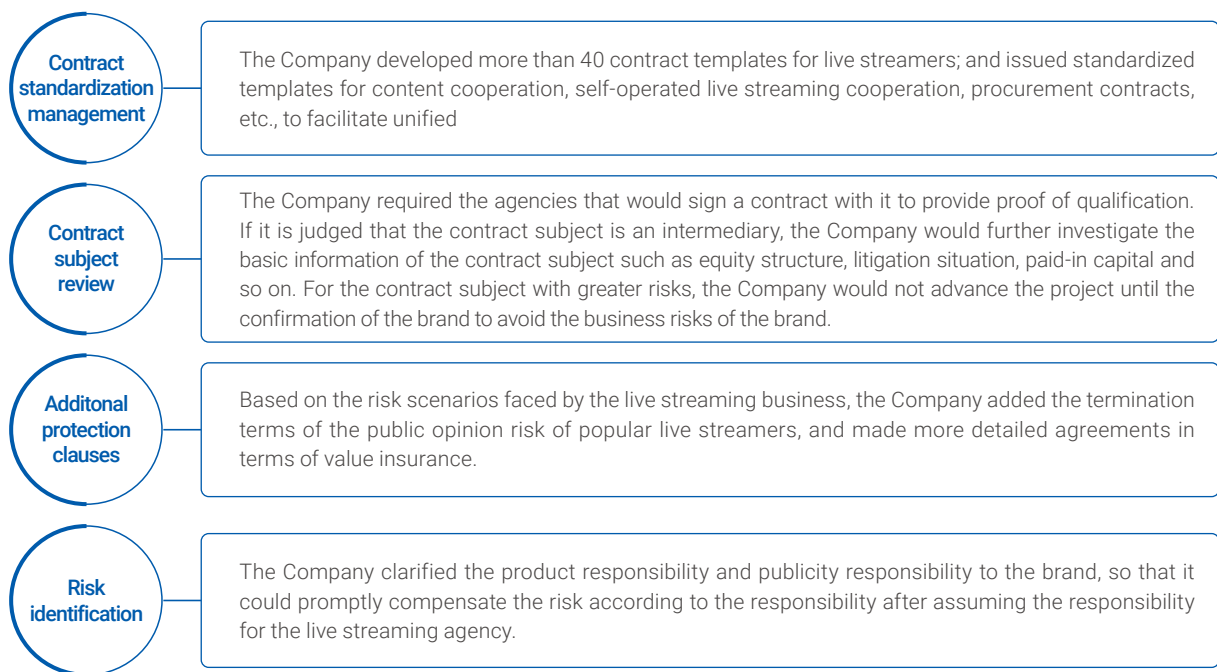 Contract
standardization
management
The Company developed more than 40 contract templates for live streamers; and issued standardized
templates for content cooperation, self-operated live streaming cooperation, procurement contracts,
etc., to facilitate unified
Contract
subject
review
The Company required the agencies that would sign a contract with it to provide proof of qualification.
If it is judged that the contract subject is an intermediary, the Company would further investigate the
basic information of the contract subject such as equity structure, litigation situation, paid-in capital and
so on. For the contract subject with greater risks, the Company would not advance the project until the
confirmation of the brand to avoid the business risks of the brand.
Additonal
protection
clauses
Based on the risk scenarios faced by the live streaming business, the Company added the termination
terms of the public opinion risk of popular live streamers, and made more detailed agreements in
terms of value insurance.
Risk
identification
The Company clarified the product responsibility and publicity responsibility to the brand, so that it
could promptly compensate the risk according to the responsibility after assuming the responsibility
for the live streaming agency.